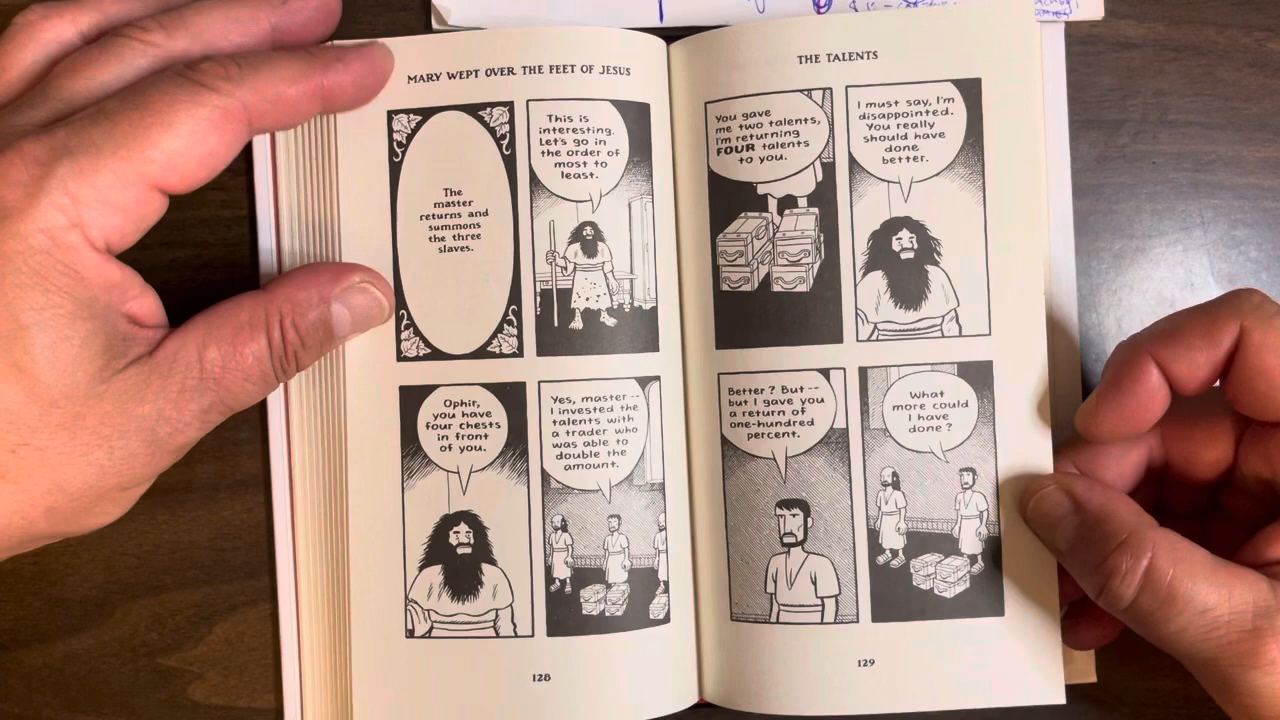 MARY WEPT OVER THE FEET OF JESUS
The
master
returns and
summons
the three
slaves.
This is
interesting.
Let's go in
the order of
most to
least.
Ophir,
you have
four chests
in front
of you.
Yes, master --
I invested the
talents with
a trader who
was able to
double the
amount.
128
THE TALENTS
You gave
me two talents,
I'm returning
FOUR talents
to you.
I must say, I'm
disappointed.
You really
should have
done
better.
Better? But --
but I gave you
a return of
one-hundred
percent.
What
more could
I have
done?
129